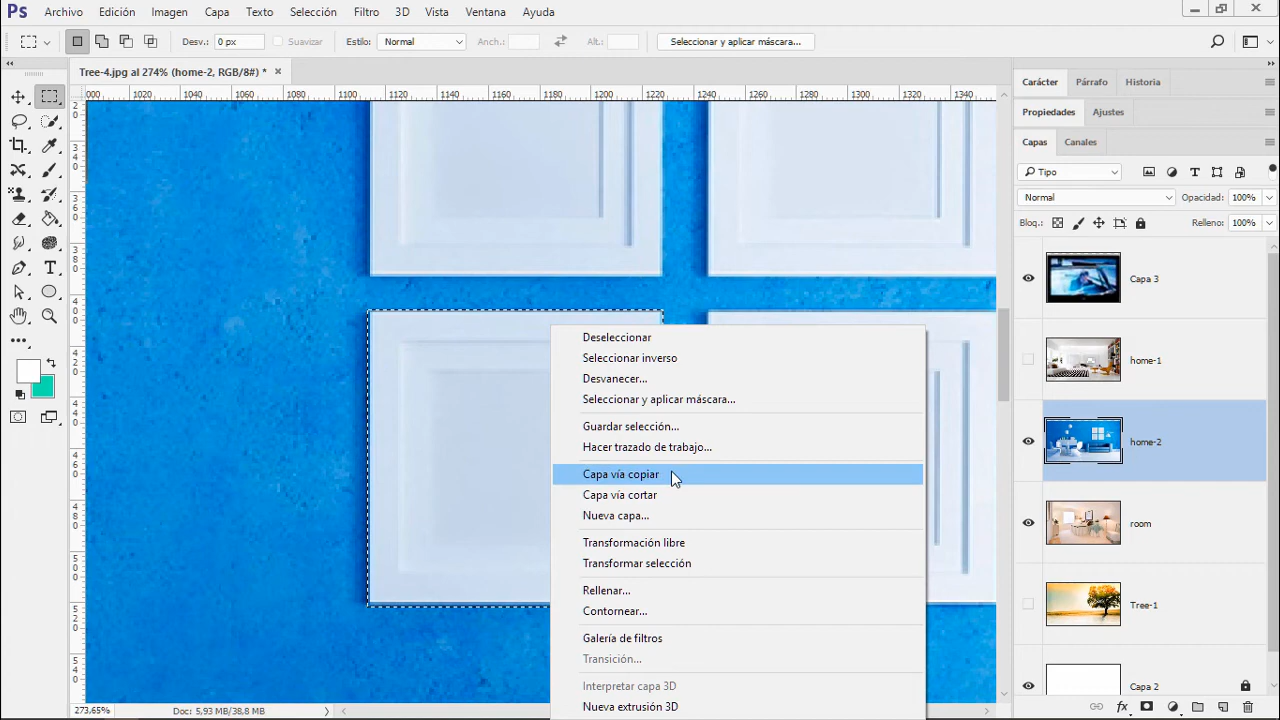 Ps Archivo Edición Imagen Capa Texto Selección Filtro 3D Vista Ventana Ayuda
Desv.: 0 px Suavizar Estilo: Normal Anch.: Alt.: Seleccionar y aplicar máscara...
Tree-4.jpg al 274% (home-2, RGB/8#) *
000 1020 1040 1060 1080 1100 1120 1140 1160 1180 1200 1220 1240 1260 1280 1300 1320 1340
Deseleccionar
Seleccionar inverso
Desvanecer...
Seleccionar y aplicar máscara...
Guardar selección...
Hacer trazado de trabajo...
Capa vía copiar
Capa vía cortar
Nueva capa...
Transformación libre
Transformar selección
Rellenar...
Contornear...
Galería de filtros
Transición...
Interpretar capa 3D
Nueva extrusión 3D
Carácter Párrafo Historia
Propiedades Ajustes
Capas Canales
Tipo
Normal Opacidad: 100%
Bloq.: Relleno: 100%
Capa 3
home-1
home-2
room
Tree-1
Capa 2
273,65% Doc: 5,93 MB/38,8 MB